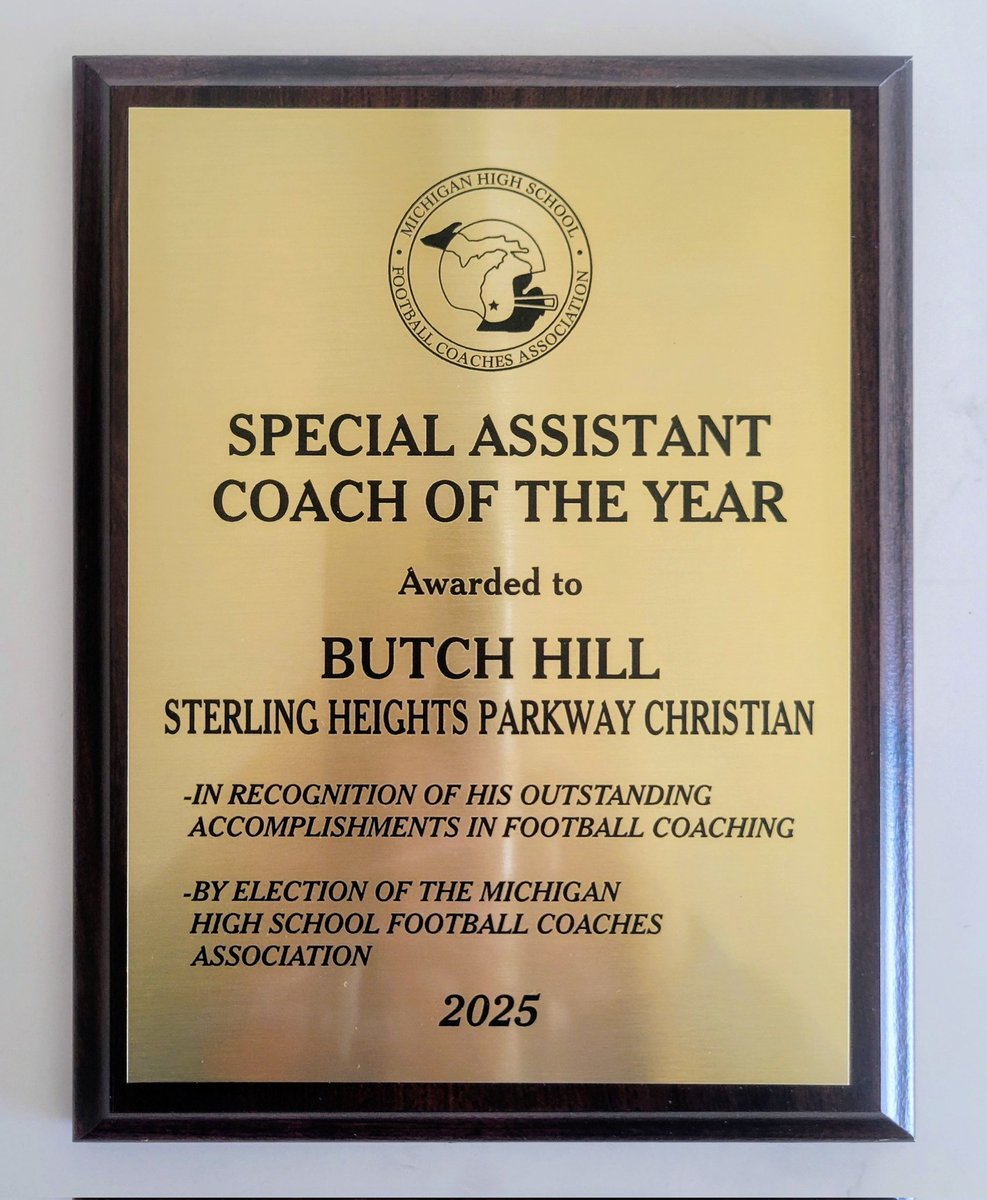 MICHIGAN HIGH SCHOOL
FOOTBALL COACHES ASSOCIATION
SPECIAL ASSISTANT
COACH OF THE YEAR
Awarded to
BUTCH HILL
STERLING HEIGHTS PARKWAY CHRISTIAN
-IN RECOGNITION OF HIS OUTSTANDING
ACCOMPLISHMENTS IN FOOTBALL COACHING
-BY ELECTION OF THE MICHIGAN
HIGH SCHOOL FOOTBALL COACHES
ASSOCIATION
2025